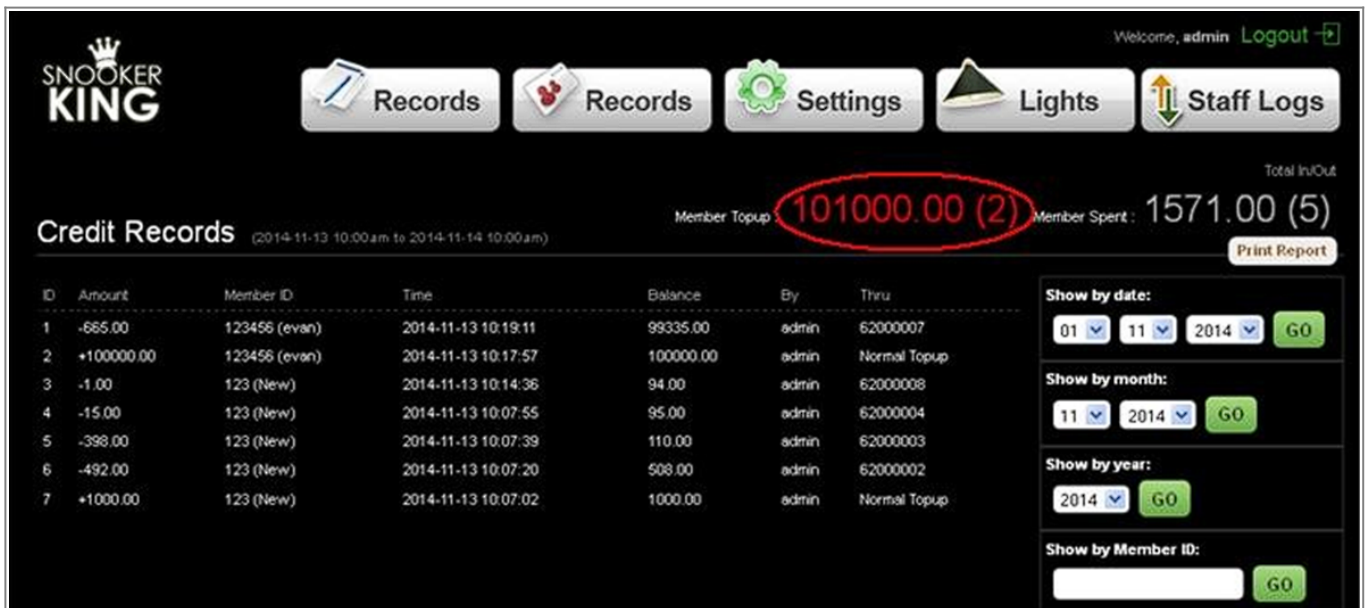 Welcome, admin Logout
SNOOKER
KING
Records Records Settings Lights Staff Logs
Total In/Out
Member Topup : 101000.00 (2) Member Spent : 1571.00 (5)
Credit Records (2014-11-13 10:00am to 2014-11-14 10:00am)
Print Report
ID Amount Member ID Time Balance By Thru
1 -665.00 123456 (evan) 2014-11-13 10:19:11 99335.00 admin 62000007
2 +100000.00 123456 (evan) 2014-11-13 10:17:57 100000.00 admin Normal Topup
3 -1.00 123 (New) 2014-11-13 10:14:36 94.00 admin 62000008
4 -15.00 123 (New) 2014-11-13 10:07:55 95.00 admin 62000004
5 -398.00 123 (New) 2014-11-13 10:07:39 110.00 admin 62000003
6 -492.00 123 (New) 2014-11-13 10:07:20 508.00 admin 62000002
7 +1000.00 123 (New) 2014-11-13 10:07:02 1000.00 admin Normal Topup
Show by date:
01 11 2014 GO
Show by month:
11 2014 GO
Show by year:
2014 GO
Show by Member ID:
GO